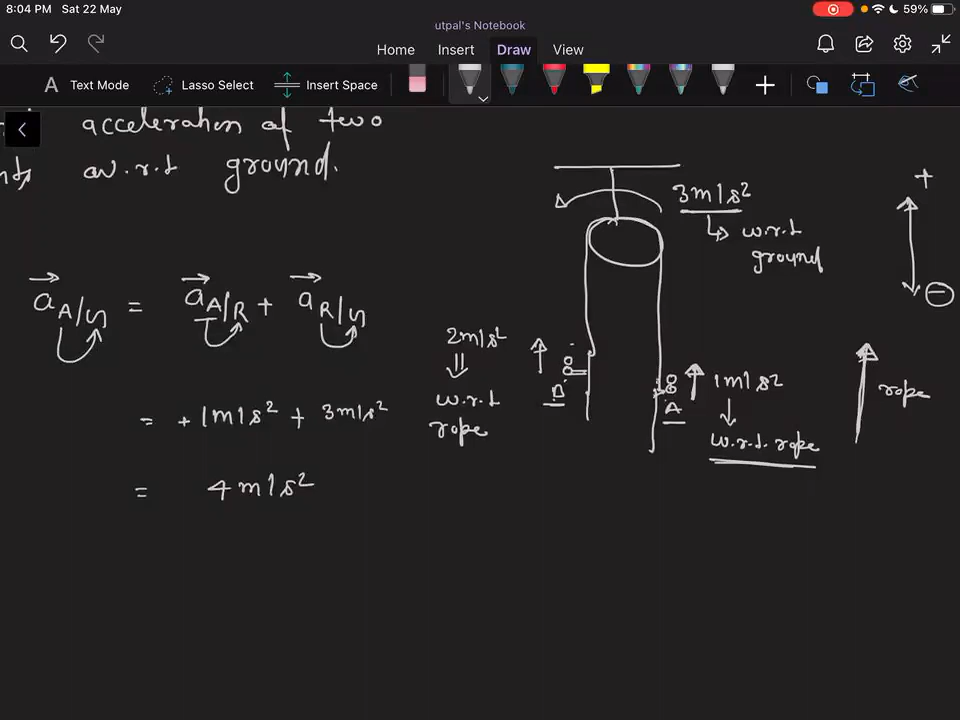 8:04 PM Sat 22 May
59%
utpal's Notebook
Home Insert Draw View
A Text Mode Lasso Select Insert Space
acceleration of two
nts w.r.t ground.
3m/s²
w.r.t
ground
+
−
a A/G = a A/R + a R/G
2m/s²
w.r.t
rope
B
A
1m/s²
w.r.t. rope
rope
= +1m/s² + 3m/s²
= 4m/s²